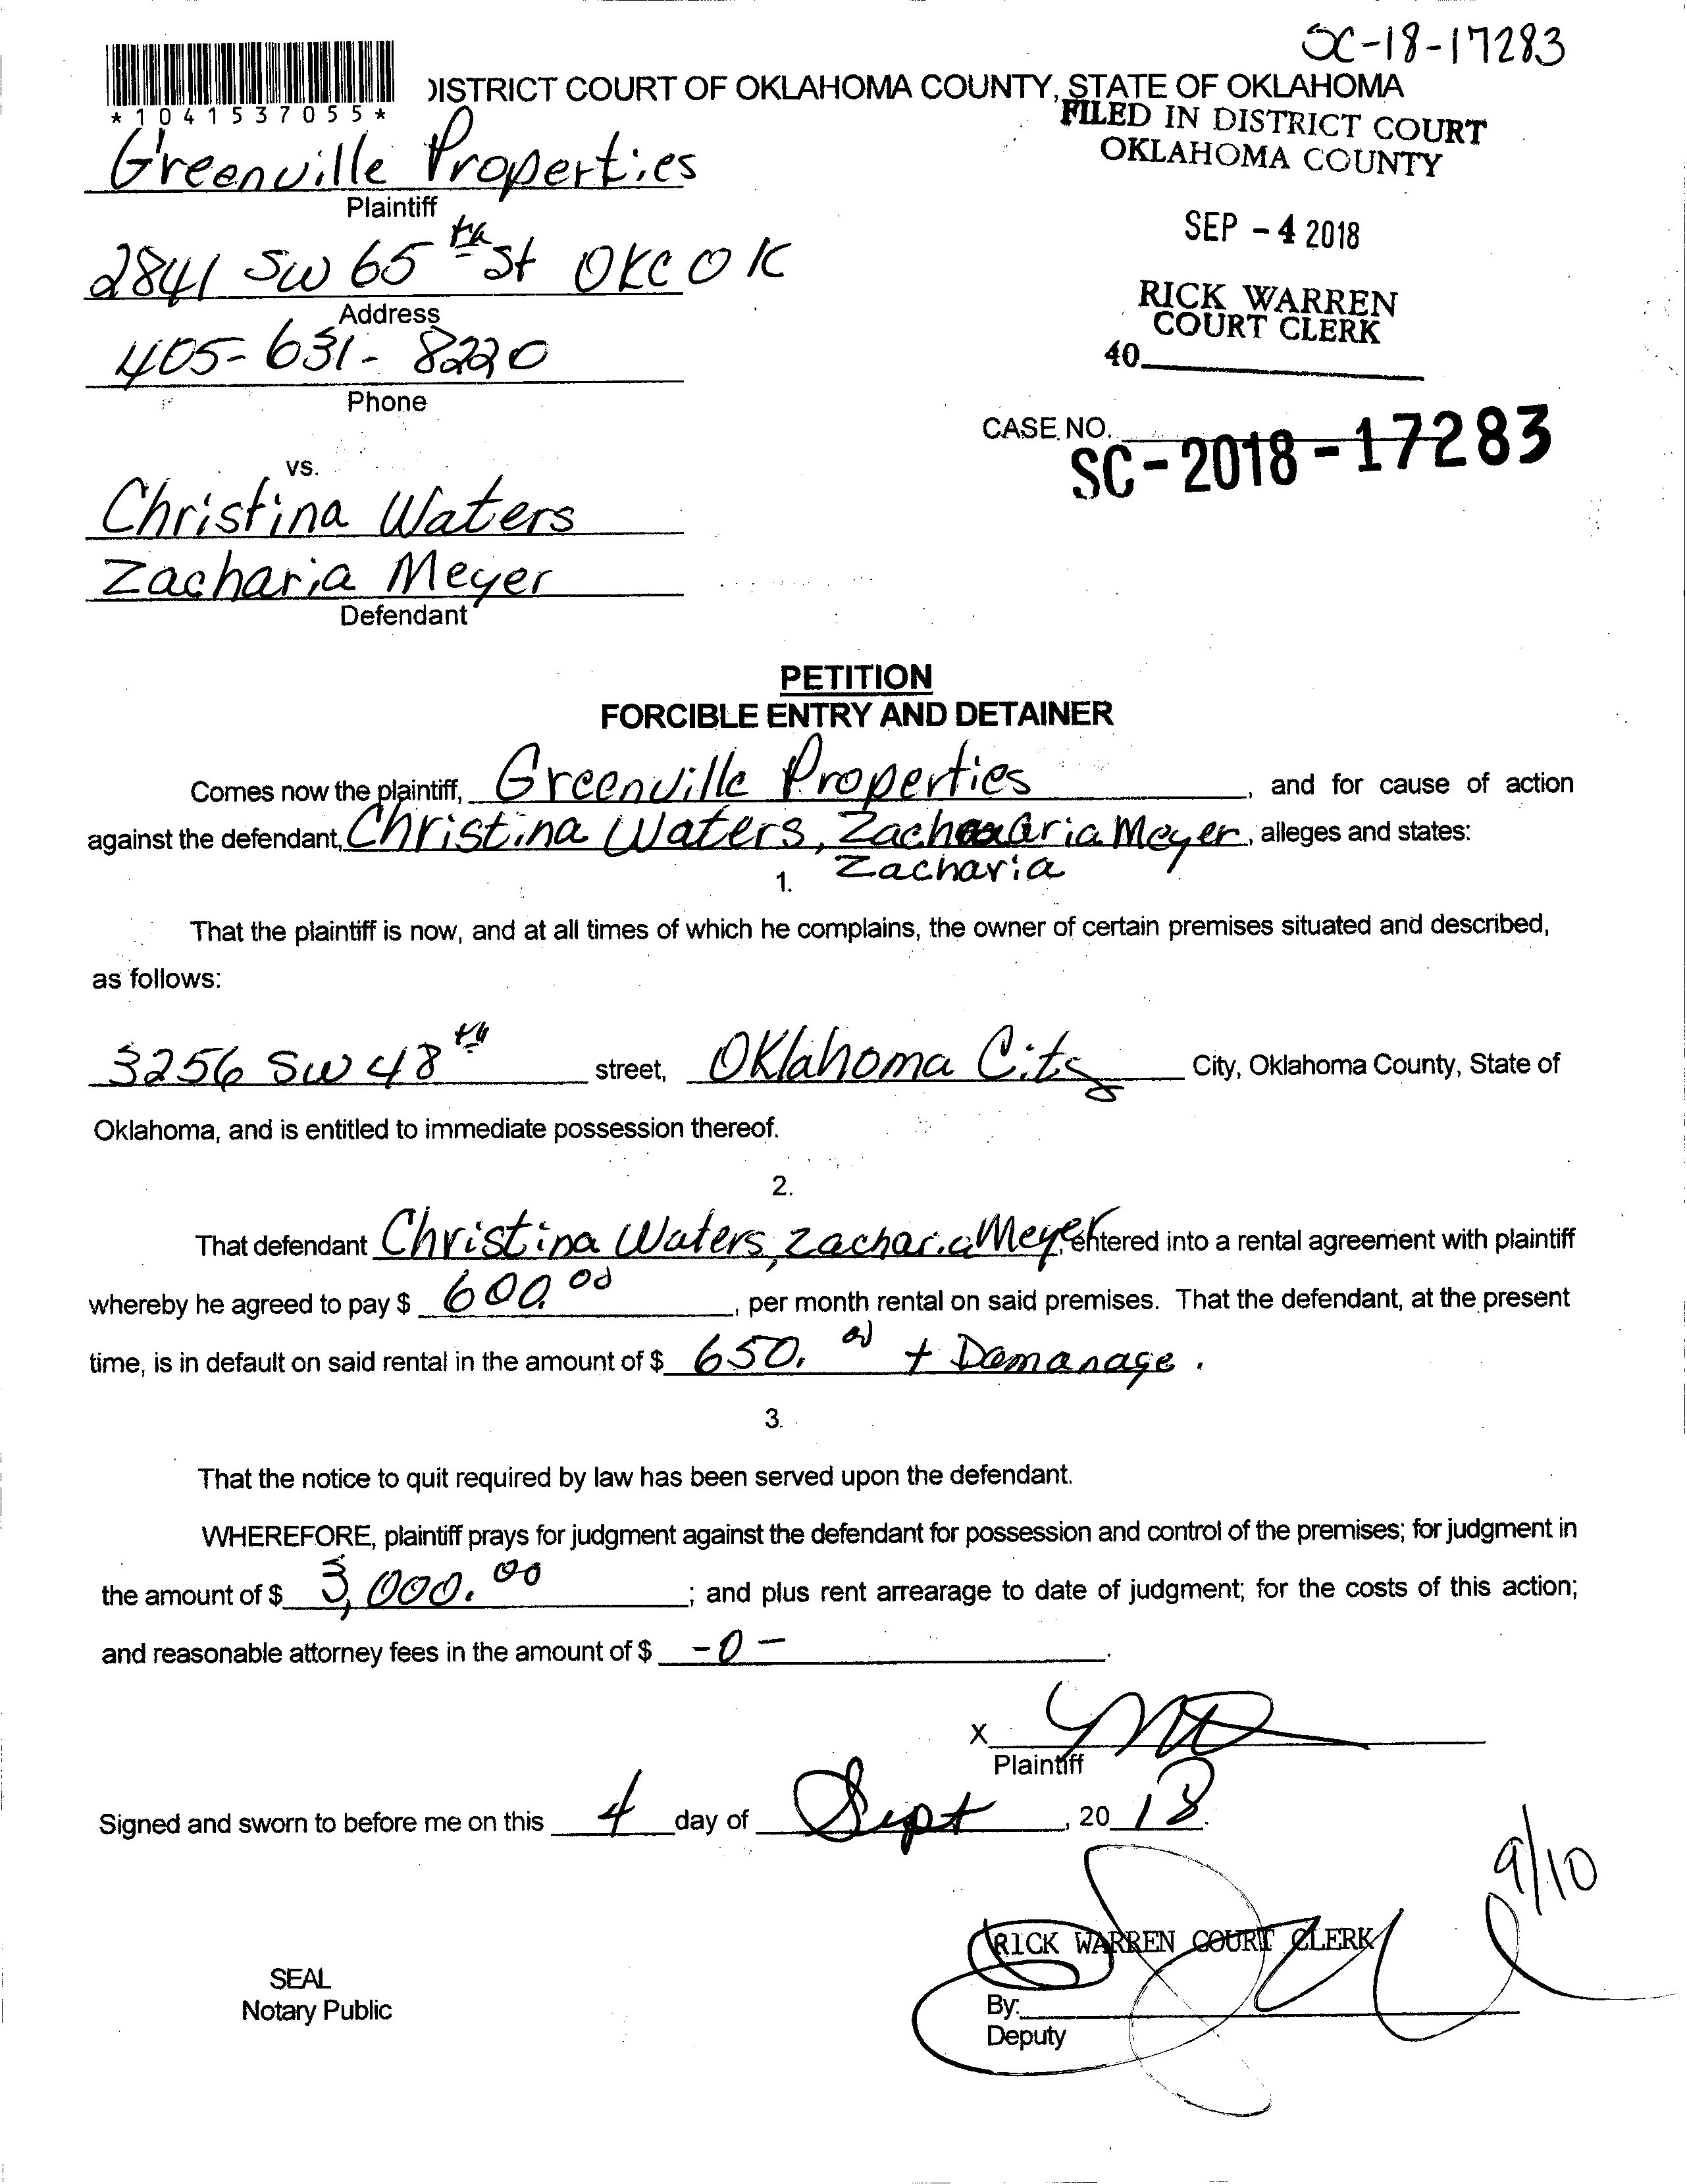 SC-18-17283
*1041537055*
DISTRICT COURT OF OKLAHOMA COUNTY, STATE OF OKLAHOMA
FILED IN DISTRICT COURT
OKLAHOMA COUNTY
Greenville Properties
Plaintiff
SEP - 4 2018
2841 SW 65th St OKC OK
Address
RICK WARREN
COURT CLERK
405-631-8220
40
Phone
CASE NO.
SC-2018-17283
vs.
Christina Waters
Zacharia Meyer
Defendant
PETITION
FORCIBLE ENTRY AND DETAINER
Comes now the plaintiff, Greenville Properties, and for cause of action
against the defendant, Christina Waters, Zacharia Meyer, alleges and states:
Zacharia
1.
That the plaintiff is now, and at all times of which he complains, the owner of certain premises situated and described,
as follows:
3256 SW 48th street, Oklahoma City City, Oklahoma County, State of
Oklahoma, and is entitled to immediate possession thereof.
2.
That defendant Christina Waters, Zacharia Meyer, entered into a rental agreement with plaintiff
whereby he agreed to pay $ 600.00, per month rental on said premises. That the defendant, at the present
time, is in default on said rental in the amount of $ 650.00 + Damanage.
3.
That the notice to quit required by law has been served upon the defendant.
WHEREFORE, plaintiff prays for judgment against the defendant for possession and control of the premises; for judgment in
the amount of $ 3,000.00; and plus rent arrearage to date of judgment; for the costs of this action;
and reasonable attorney fees in the amount of $ -0-.
X
Plaintiff
Signed and sworn to before me on this 4 day of Sept, 2018.
9/10
RICK WARREN COURT CLERK
SEAL
Notary Public
By:
Deputy